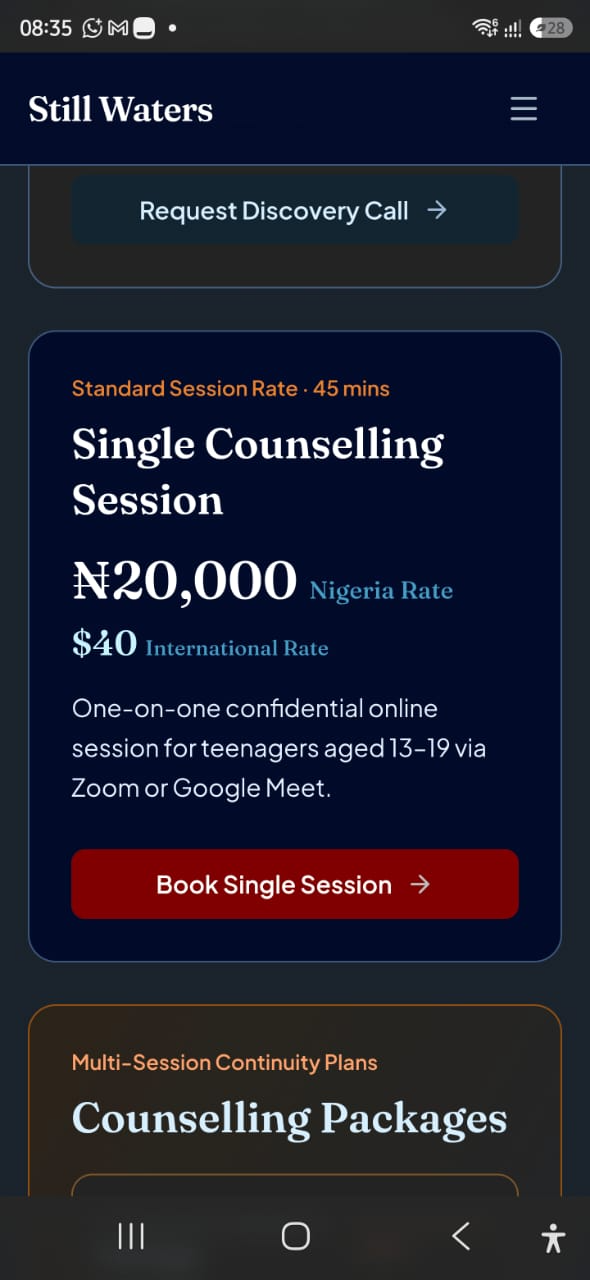 08:35
28
Still Waters
Request Discovery Call →
Standard Session Rate · 45 mins
Single Counselling
Session
₦20,000 Nigeria Rate
$40 International Rate
One-on-one confidential online
session for teenagers aged 13–19 via
Zoom or Google Meet.
Book Single Session →
Multi-Session Continuity Plans
Counselling Packages